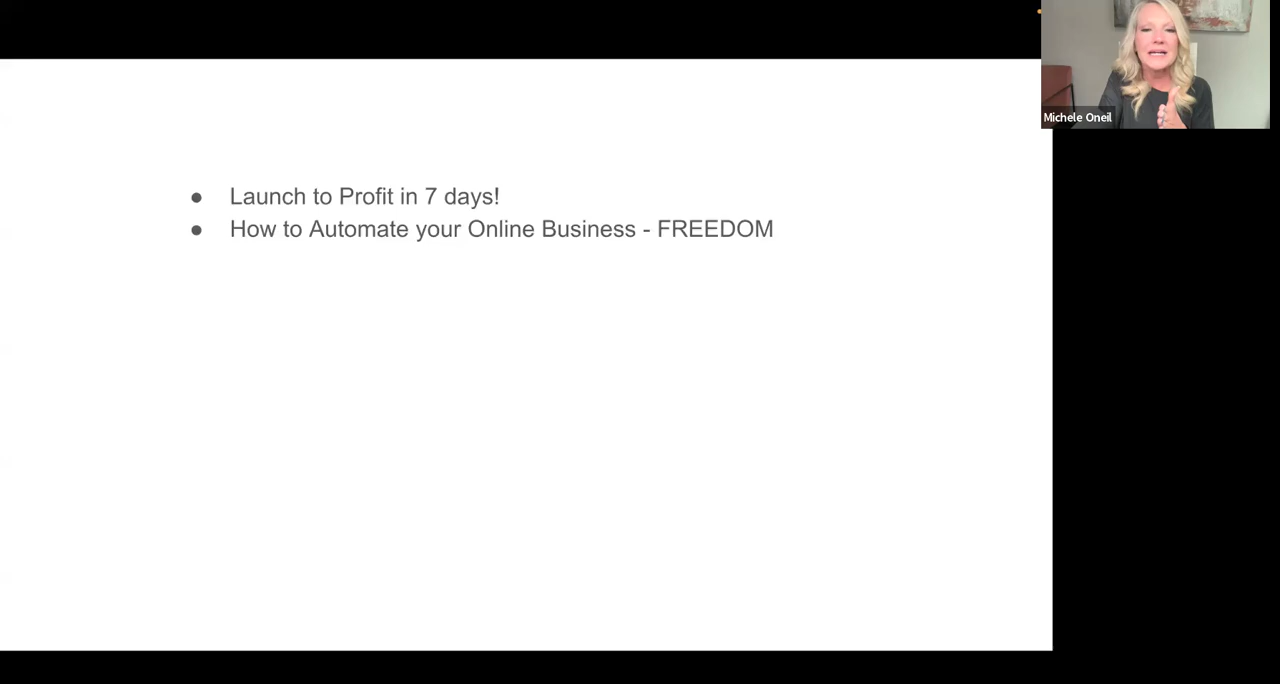 Michele Oneil
● Launch to Profit in 7 days!
● How to Automate your Online Business - FREEDOM